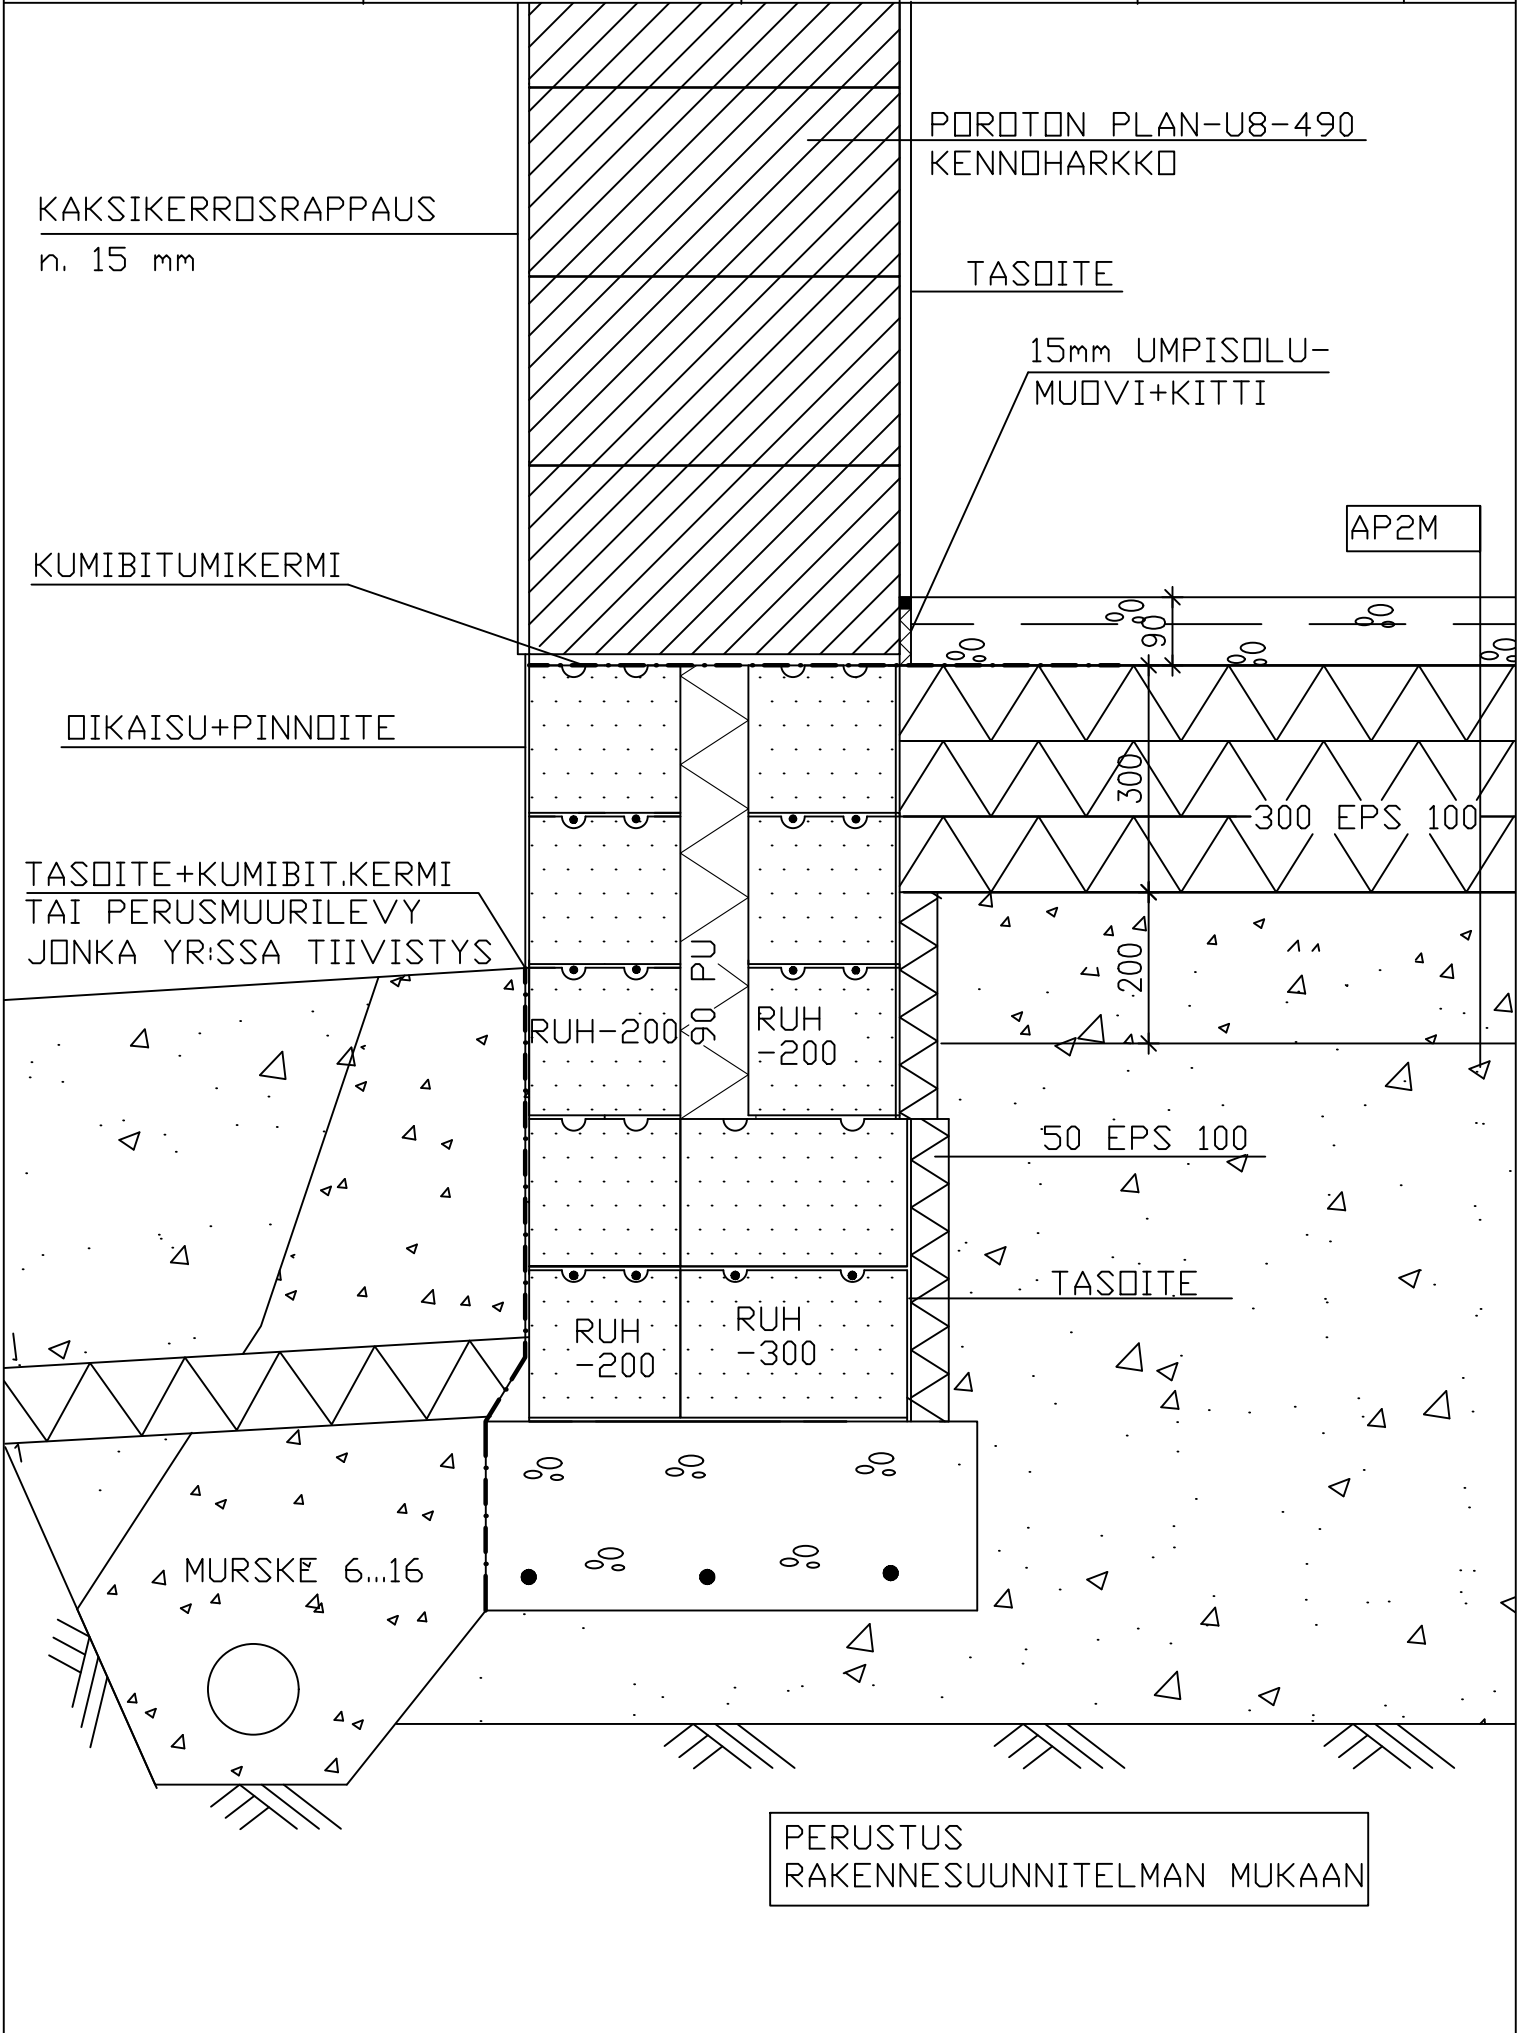 POROTON PLAN-U8-490
KENNOHARKKO
KAKSIKERROSRAPPAUS
n. 15 mm
TASOITE
15mm UMPISOLU-
MUOVI+KITTI
AP2M
KUMIBITUMIKERMI
90
OIKAISU+PINNOITE
300
300 EPS 100
TASOITE+KUMIBIT.KERMI
TAI PERUSMUURILEVY
JONKA YR:SSA TIIVISTYS
200
90 PU
RUH-200
RUH
-200
50 EPS 100
TASOITE
RUH
-200
RUH
-300
MURSKE 6...16
PERUSTUS
RAKENNESUUNNITELMAN MUKAAN